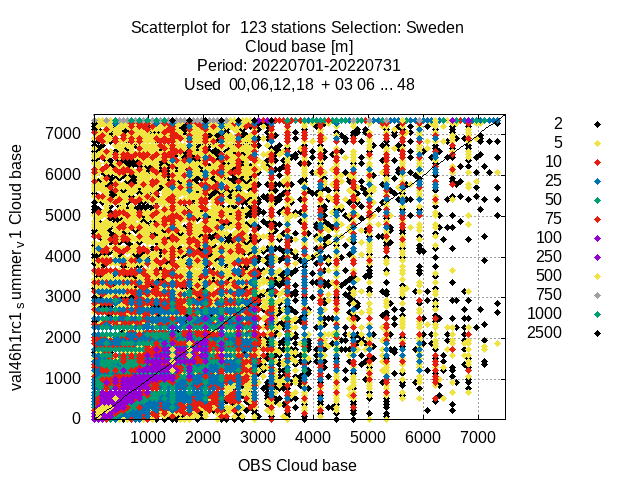 Scatterplot for 123 stations Selection: Sweden
Cloud base [m]
Period: 20220701-20220731
Used 00,06,12,18 + 03 06 ... 48
val46h1rc1 summerv1 Cloud base
7000
6000
5000
4000
3000
2000
1000
0
1000 2000 3000 4000 5000 6000 7000
OBS Cloud base
2
5
10
25
50
75
100
250
500
750
1000
2500